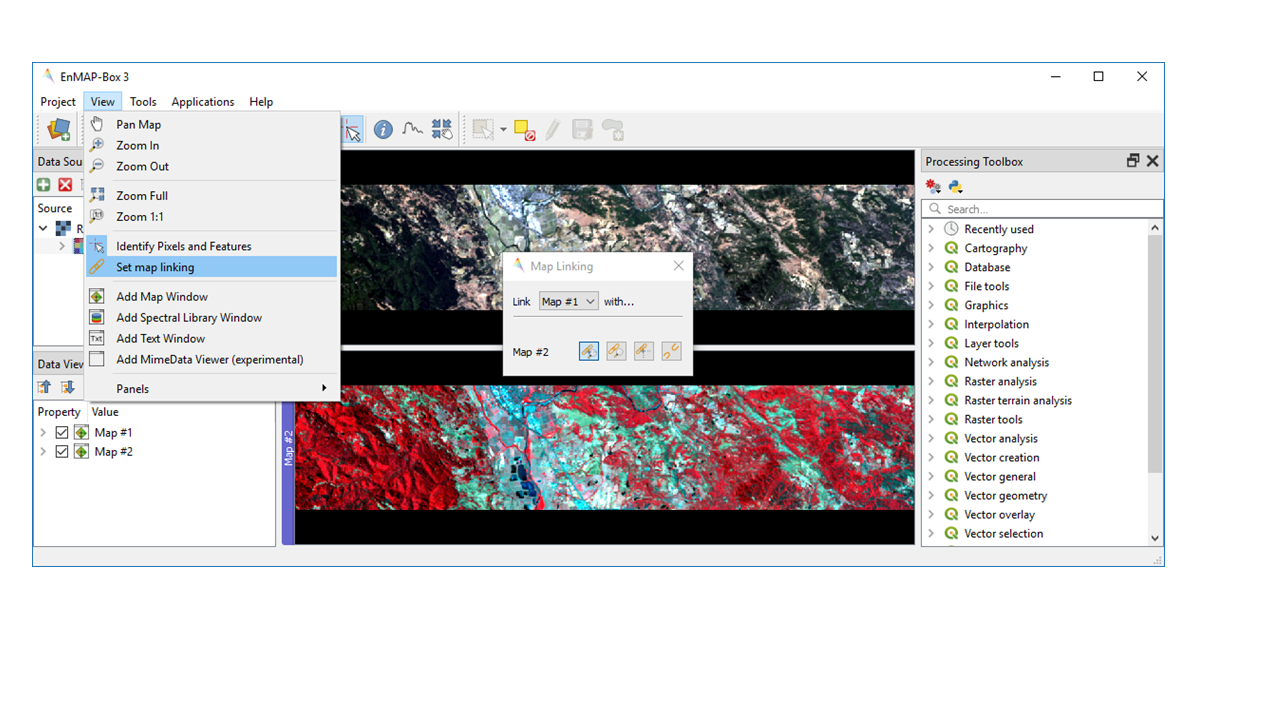 EnMAP-Box 3
Project View Tools Applications Help
Pan Map
Zoom In
Zoom Out
Zoom Full
Zoom 1:1
Identify Pixels and Features
Set map linking
Add Map Window
Add Spectral Library Window
Txt Add Text Window
Add MimeData Viewer (experimental)
Panels
Data Sou
Source
R
Data View
Property Value
Map #1
Map #2
Map #2
Map Linking
Link Map #1 with...
Map #2
Processing Toolbox
Search...
Recently used
Cartography
Database
File tools
Graphics
Interpolation
Layer tools
Network analysis
Raster analysis
Raster terrain analysis
Raster tools
Vector analysis
Vector creation
Vector general
Vector geometry
Vector overlay
Vector selection